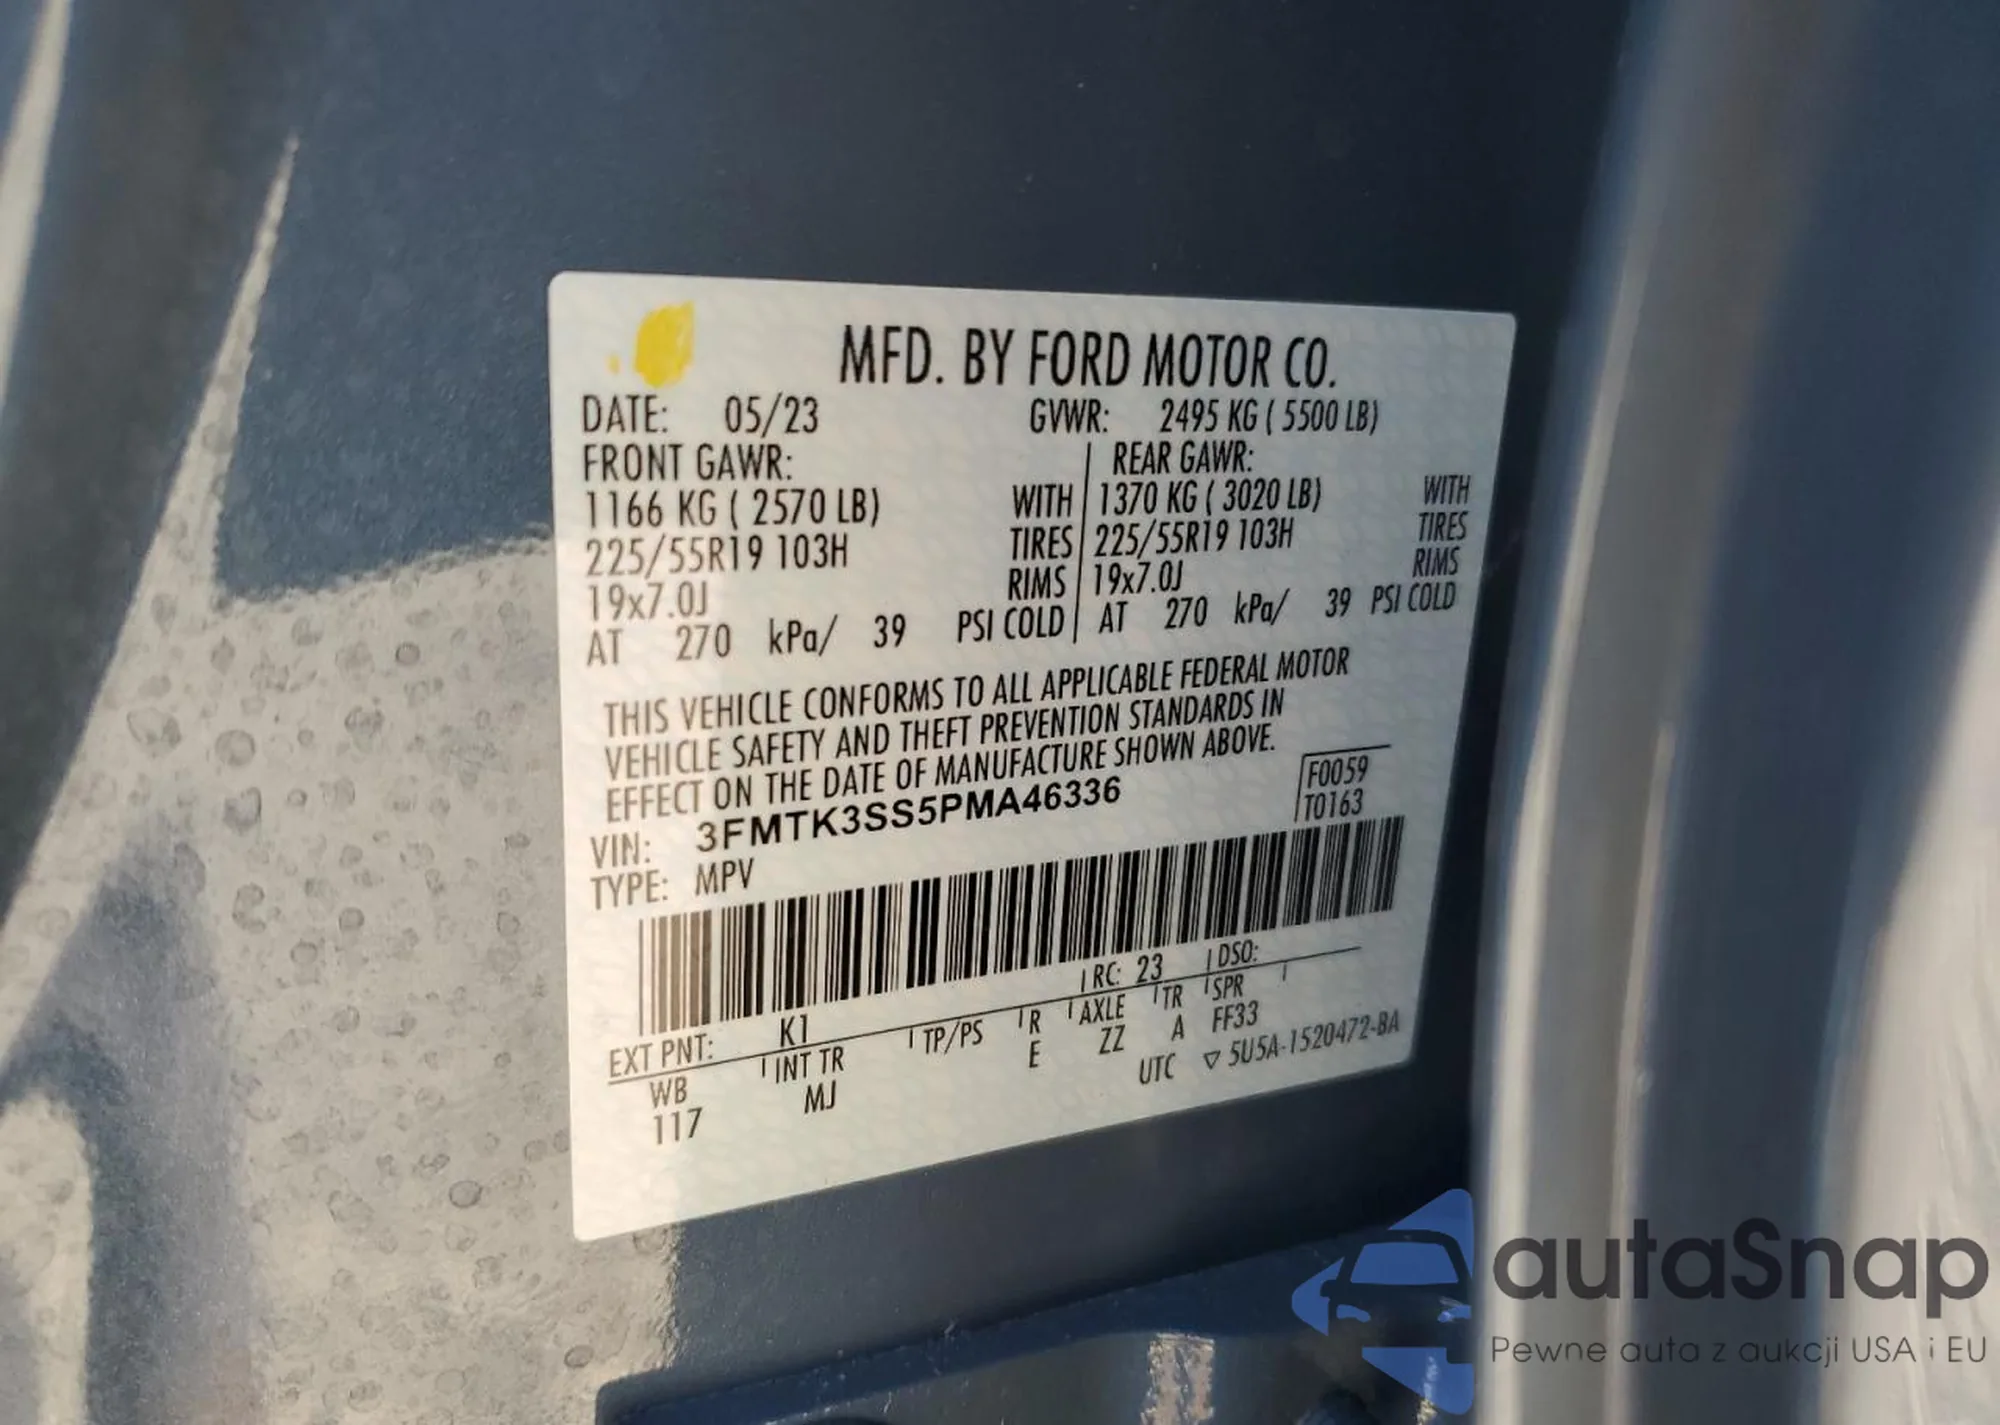 MFD. BY FORD MOTOR CO.
DATE: 05/23 GVWR: 2495 KG ( 5500 LB)
FRONT GAWR: REAR GAWR:
1166 KG ( 2570 LB) WITH 1370 KG ( 3020 LB) WITH
225/55R19 103H TIRES 225/55R19 103H TIRES
19x7.0J RIMS 19x7.0J RIMS
AT 270 kPa/ 39 PSI COLD AT 270 kPa/ 39 PSI COLD
THIS VEHICLE CONFORMS TO ALL APPLICABLE FEDERAL MOTOR
VEHICLE SAFETY AND THEFT PREVENTION STANDARDS IN
EFFECT ON THE DATE OF MANUFACTURE SHOWN ABOVE.
F0059
VIN: 3FMTK3SS5PMA46336
T0163
TYPE: MPV
EXT PNT: K1 RC: 23 DSO:
WB INT TR TP/PS R AXLE TR SPR
117 MJ E ZZ A FF33
UTC ▽ 5U5A-1520472-BA
autaSnap
Pewne auta z aukcji USA i EU